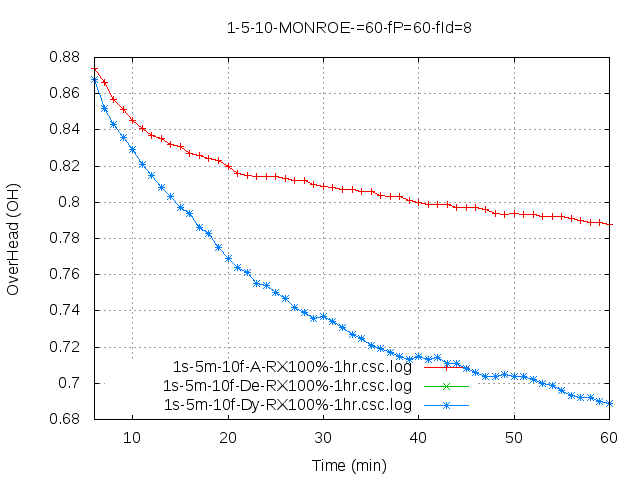 1-5-10-MONROE-=60-fP=60-fId=8
0.88
0.86
0.84
0.82
0.8
0.78
0.76
0.74
0.72
0.7
0.68
OverHead (OH)
1s-5m-10f-A-RX100%-1hr.csc.log
1s-5m-10f-De-RX100%-1hr.csc.log
1s-5m-10f-Dy-RX100%-1hr.csc.log
10 20 30 40 50 60
Time (min)